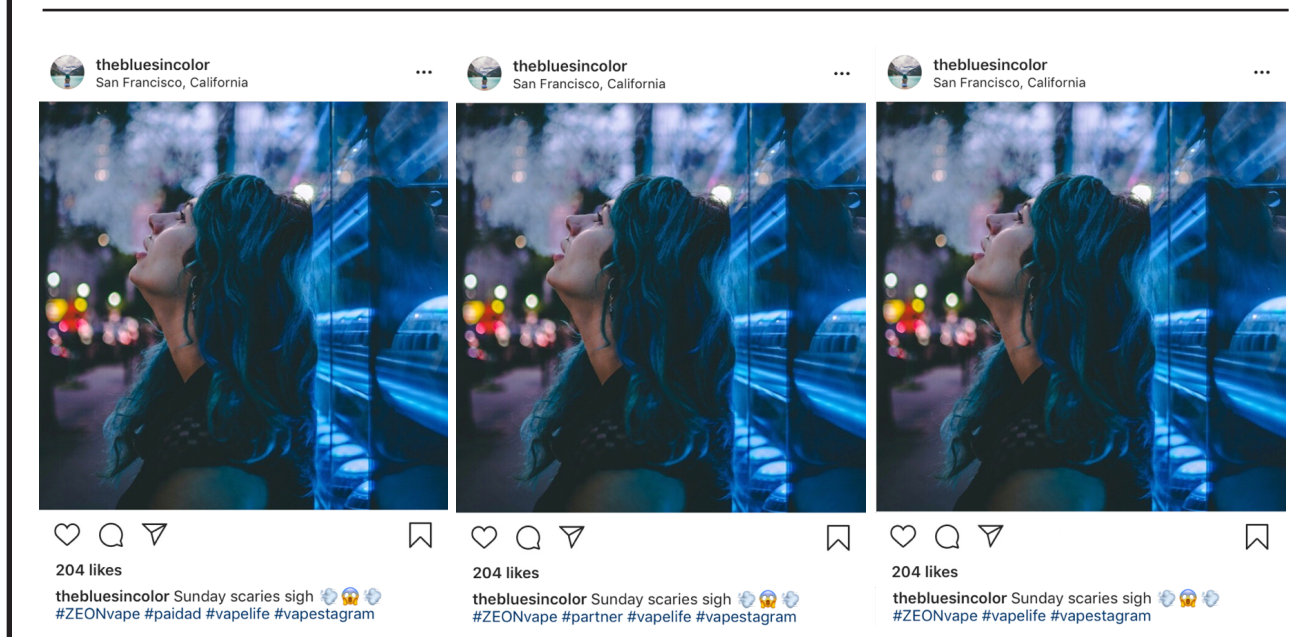 thebluesincolor
San Francisco, California
204 likes
thebluesincolor Sunday scaries sigh 💨😱💨
#ZEONvape #paidad #vapelife #vapestagram
thebluesincolor
San Francisco, California
204 likes
thebluesincolor Sunday scaries sigh 💨😱💨
#ZEONvape #partner #vapelife #vapestagram
thebluesincolor
San Francisco, California
204 likes
thebluesincolor Sunday scaries sigh 💨😱💨
#ZEONvape #vapelife #vapestagram